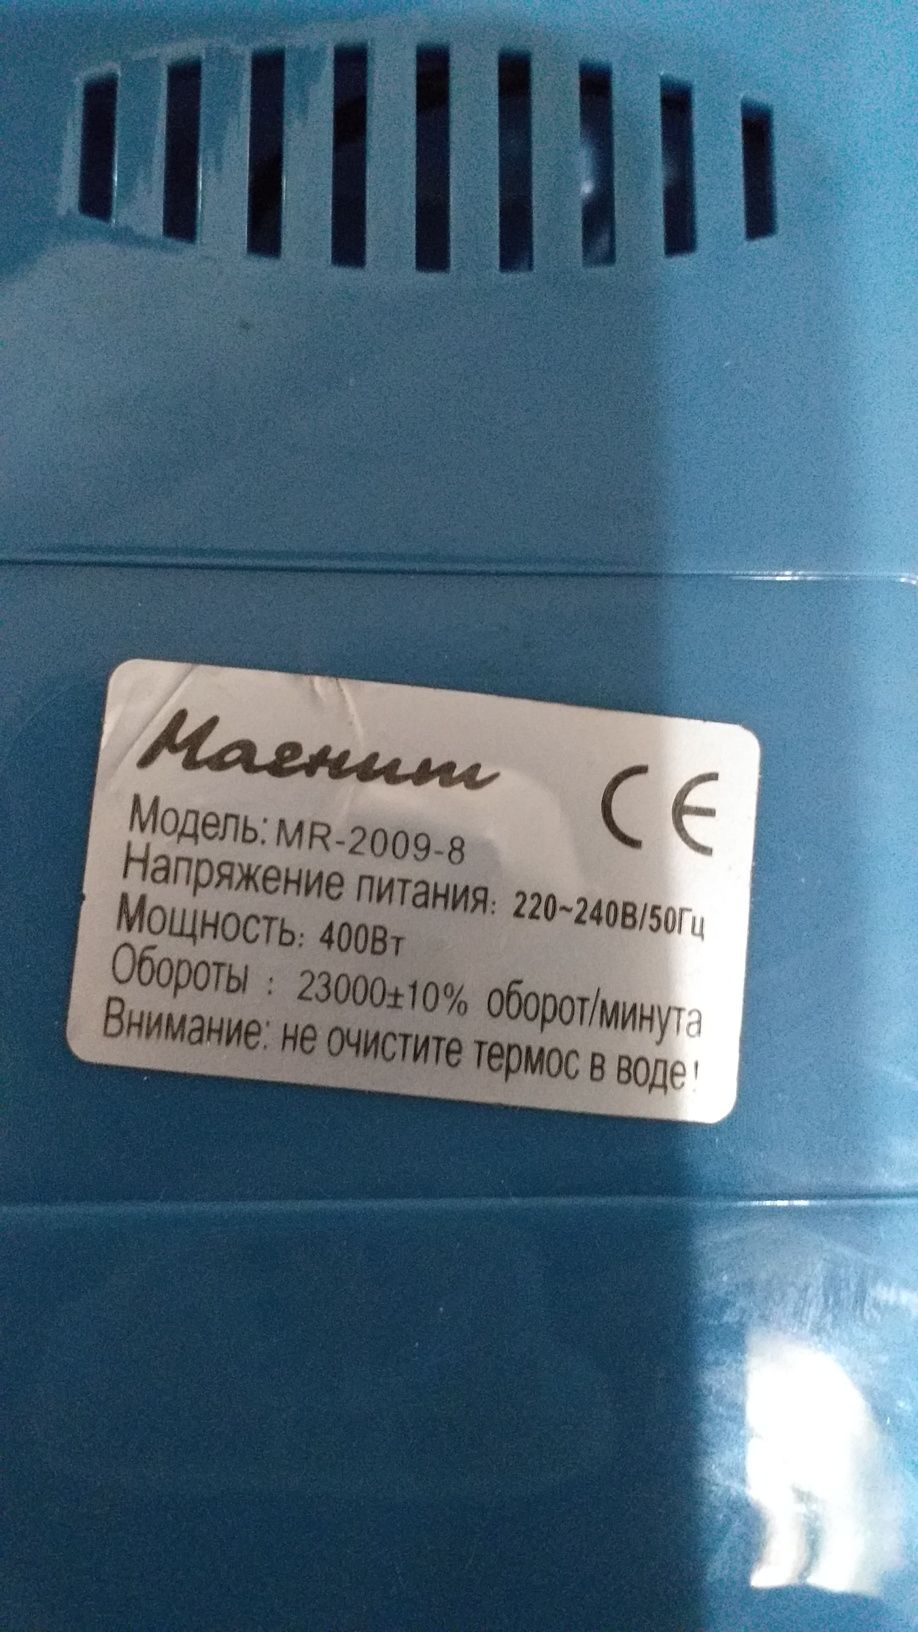 Магнит
CE
Модель: MR-2009-8
Напряжение питания: 220~240В/50Гц
Мощность: 400Вт
Обороты : 23000±10% оборот/минута
Внимание: не очистите термос в воде!